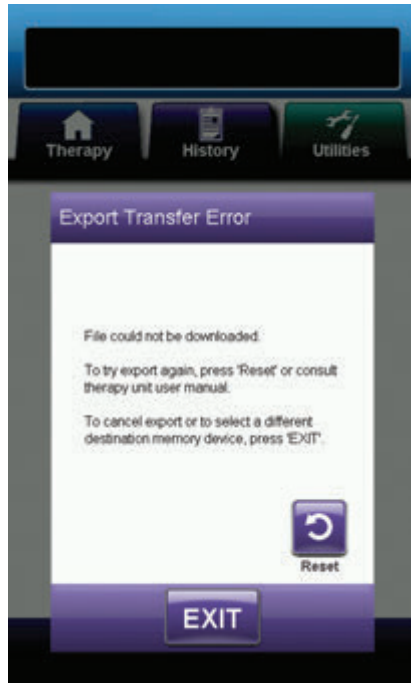 Therapy History Utilities
Export Transfer Error
File could not be downloaded.
To try export again, press 'Reset' or consult
therapy unit user manual.
To cancel export or to select a different
destination memory device, press 'EXIT'.
Reset
EXIT